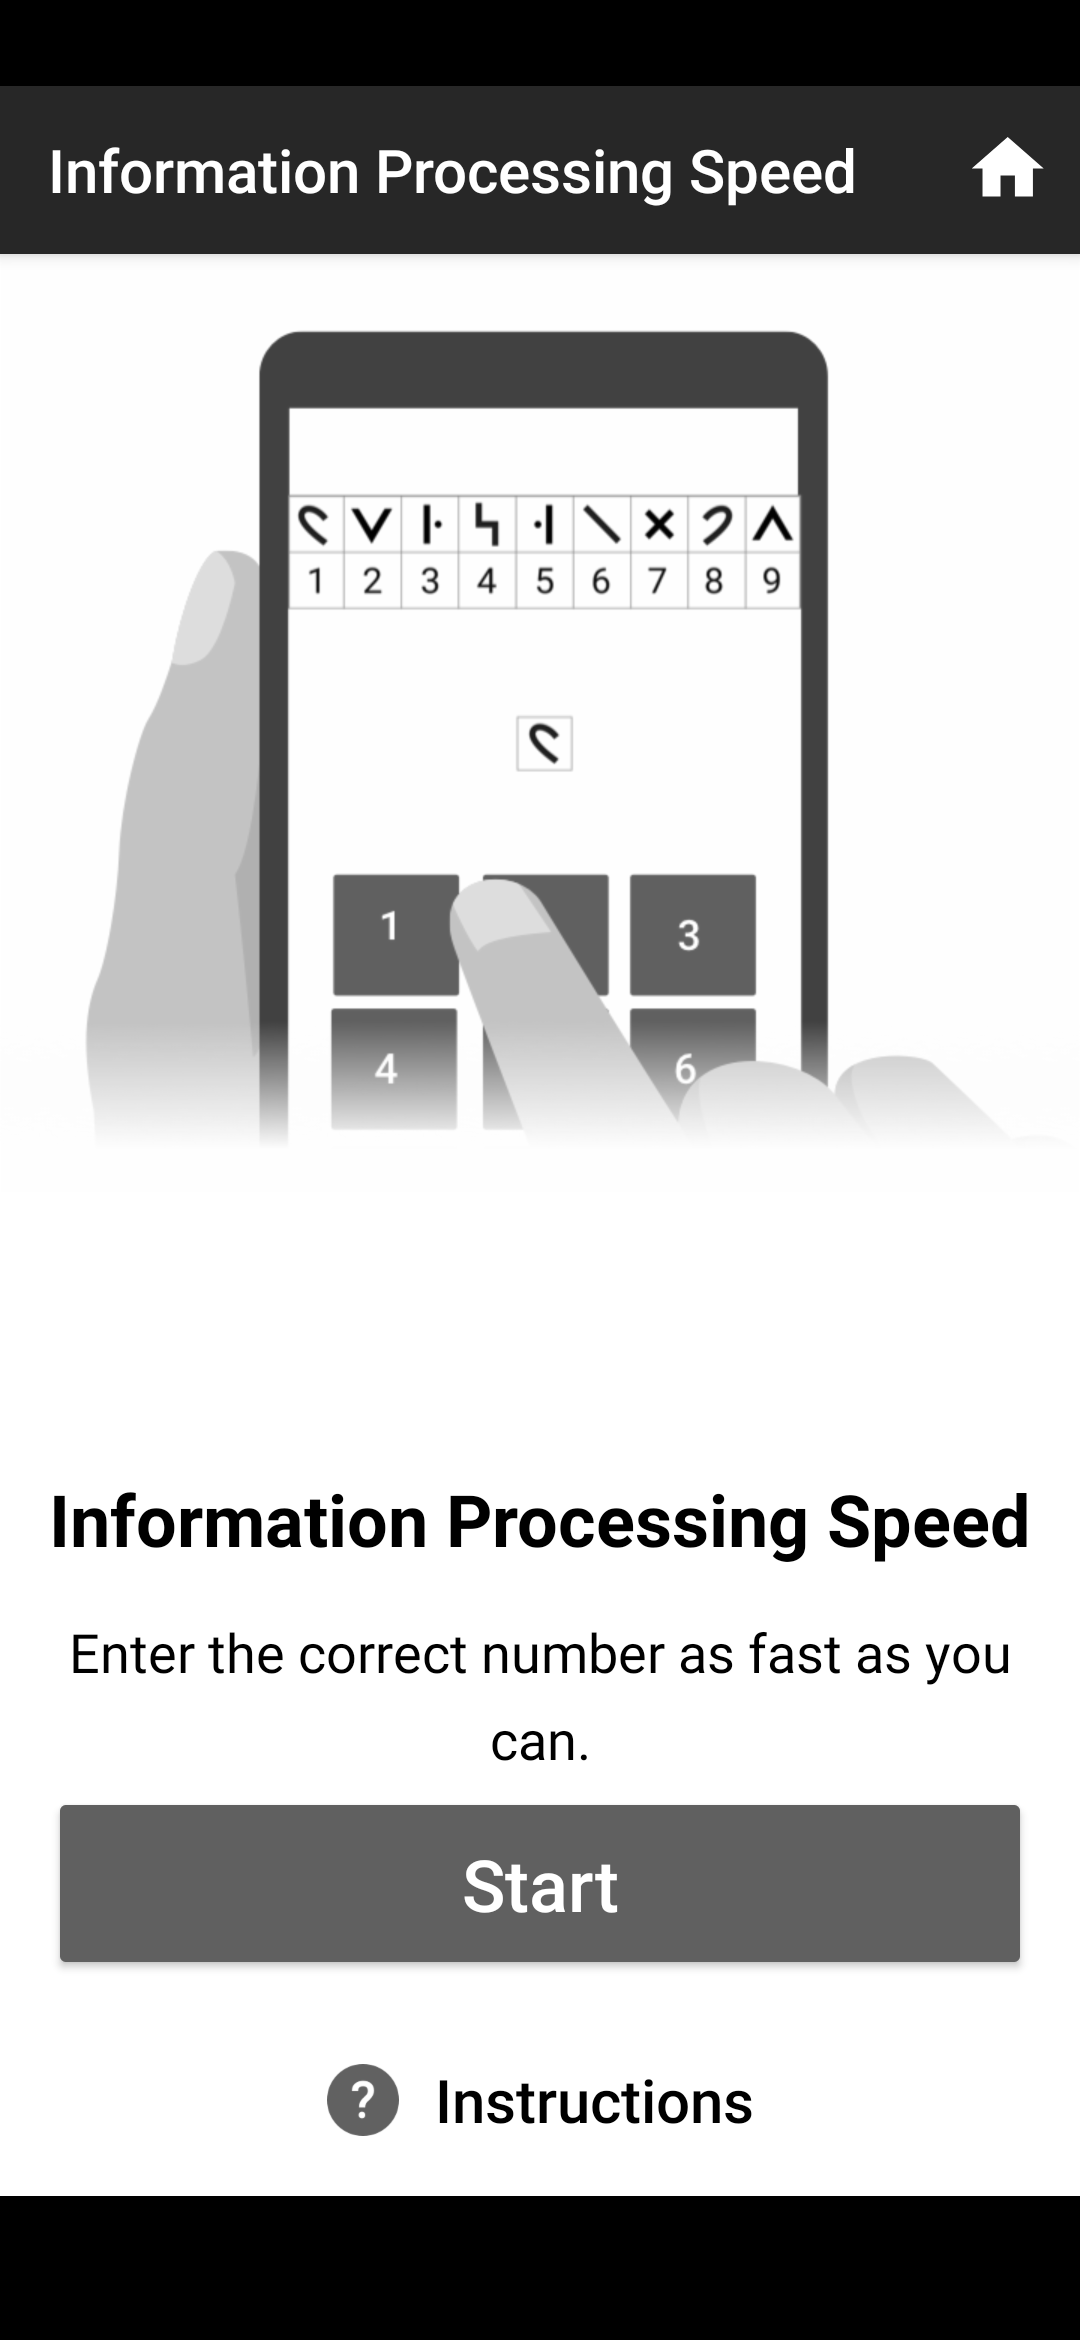 Information Processing Speed
1 2 3 4 5 6 7 8 9
1 3
4 6
Information Processing Speed
Enter the correct number as fast as you
can.
Start
? Instructions